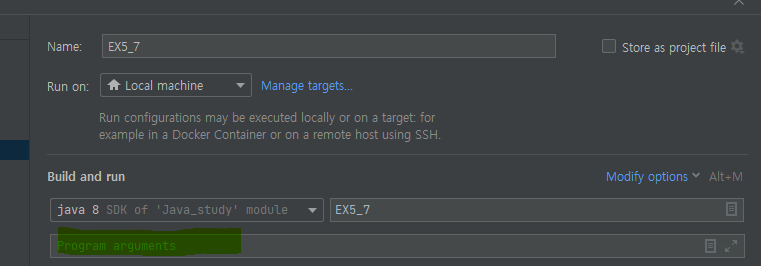 Name: EX5_7 Store as project file
Run on: Local machine Manage targets...
Run configurations may be executed locally or on a target: for
example in a Docker Container or on a remote host using SSH.
Build and run Modify options Alt+M
java 8 SDK of 'Java_study' module EX5_7
Program arguments